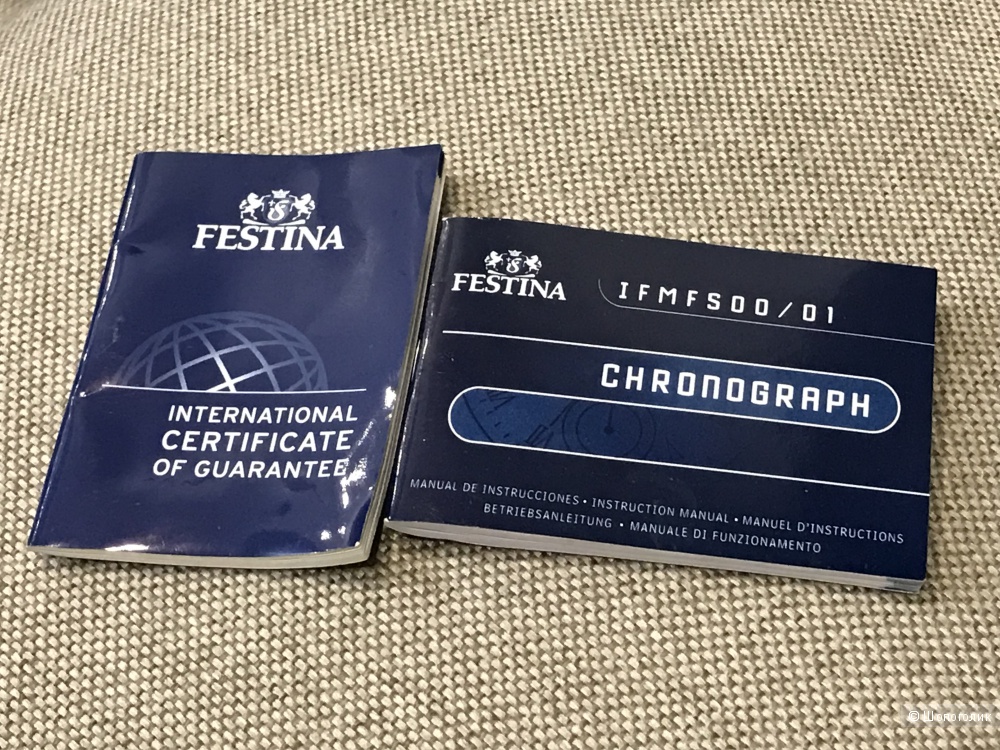 FESTINA
INTERNATIONAL
CERTIFICATE
OF GUARANTEE
FESTINA
IFMFS00/01
CHRONOGRAPH
MANUAL DE INSTRUCCIONES • INSTRUCTION MANUAL • MANUEL D'INSTRUCTIONS
BETRIEBSANLEITUNG • MANUALE DI FUNZIONAMENTO
© Шопоголик